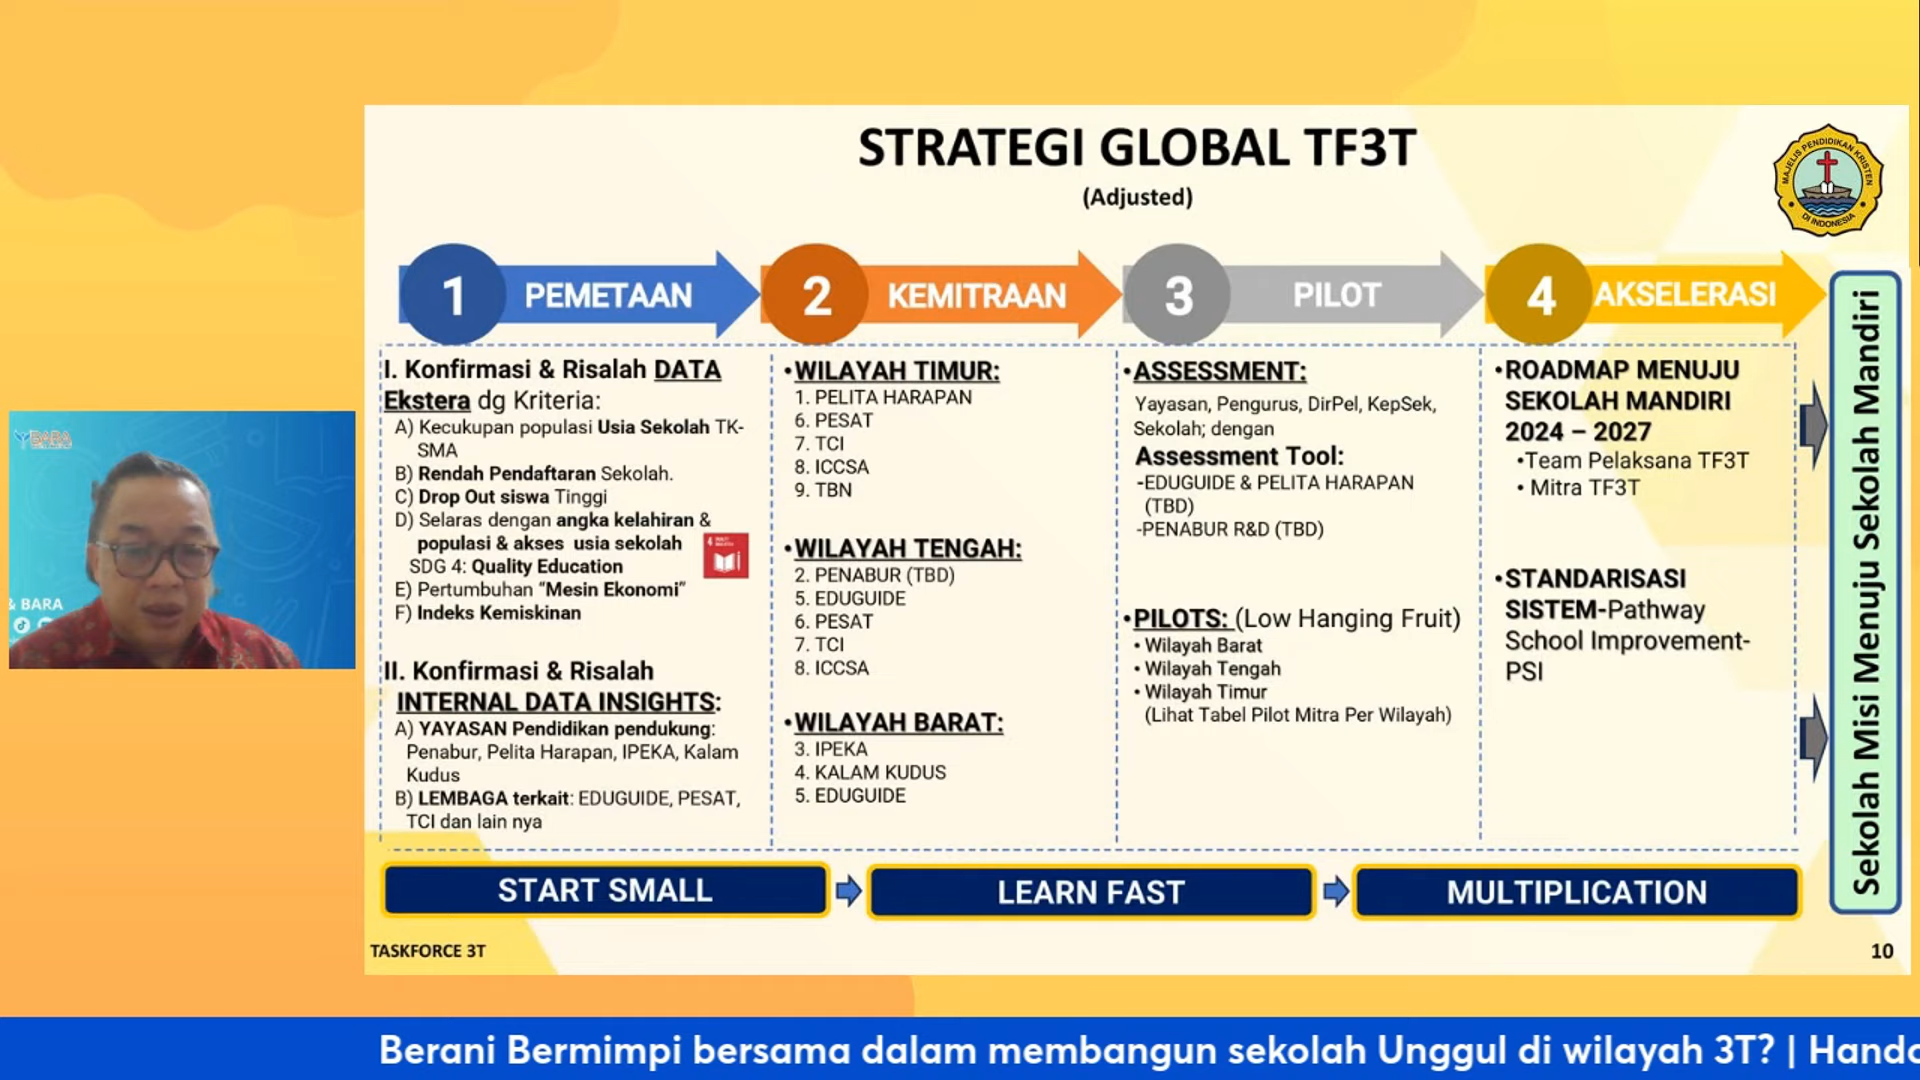 STRATEGI GLOBAL TF3T
(Adjusted)
MAJELIS PENDIDIKAN KRISTEN
DI INDONESIA
1 PEMETAAN
2 KEMITRAAN
3 PILOT
4 AKSELERASI
I. Konfirmasi & Risalah DATA
Ekstera dg Kriteria:
A) Kecukupan populasi Usia Sekolah TK-
SMA
B) Rendah Pendaftaran Sekolah.
C) Drop Out siswa Tinggi
D) Selaras dengan angka kelahiran &
populasi & akses usia sekolah
SDG 4: Quality Education
4
E) Pertumbuhan “Mesin Ekonomi”
F) Indeks Kemiskinan
II. Konfirmasi & Risalah
INTERNAL DATA INSIGHTS:
A) YAYASAN Pendidikan pendukung:
Penabur, Pelita Harapan, IPEKA, Kalam
Kudus
B) LEMBAGA terkait: EDUGUIDE, PESAT,
TCI dan lain nya
•WILAYAH TIMUR:
1. PELITA HARAPAN
6. PESAT
7. TCI
8. ICCSA
9. TBN
•WILAYAH TENGAH:
2. PENABUR (TBD)
5. EDUGUIDE
6. PESAT
7. TCI
8. ICCSA
•WILAYAH BARAT:
3. IPEKA
4. KALAM KUDUS
5. EDUGUIDE
•ASSESSMENT:
Yayasan, Pengurus, DirPel, KepSek,
Sekolah; dengan
Assessment Tool:
-EDUGUIDE & PELITA HARAPAN
(TBD)
-PENABUR R&D (TBD)
•PILOTS: (Low Hanging Fruit)
• Wilayah Barat
• Wilayah Tengah
• Wilayah Timur
(Lihat Tabel Pilot Mitra Per Wilayah)
•ROADMAP MENUJU
SEKOLAH MANDIRI
2024 – 2027
•Team Pelaksana TF3T
• Mitra TF3T
•STANDARISASI
SISTEM-Pathway
School Improvement-
PSI
Sekolah Misi Menuju Sekolah Mandiri
START SMALL
LEARN FAST
MULTIPLICATION
TASKFORCE 3T
10
BARA
& BARA
Berani Bermimpi bersama dalam membangun sekolah Unggul di wilayah 3T? | Hando